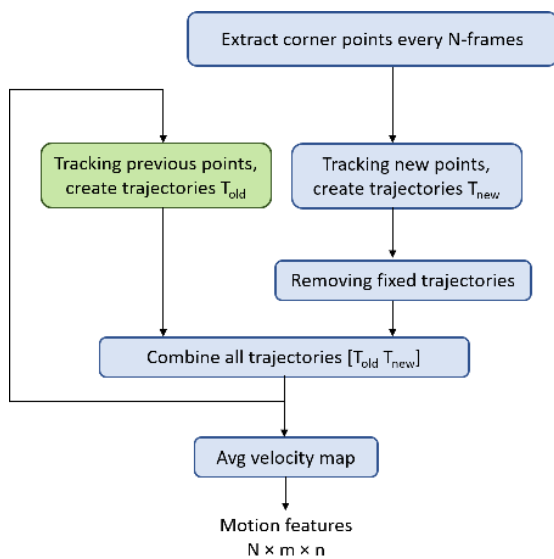 Extract corner points every N-frames
Tracking previous points,
create trajectories T_old
Tracking new points,
create trajectories T_new
Removing fixed trajectories
Combine all trajectories [T_old T_new]
Avg velocity map
Motion features
N × m × n